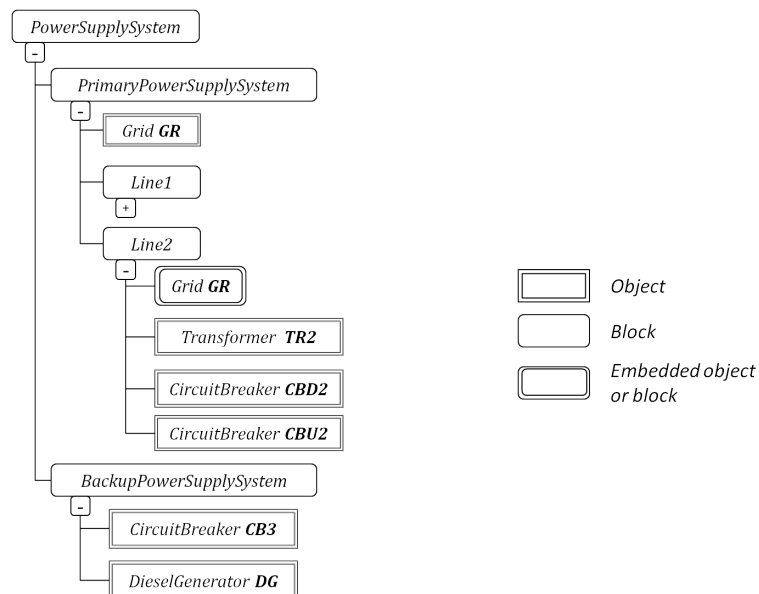 PowerSupplySystem
-
PrimaryPowerSupplySystem
-
Grid GR
Line1
+
Line2
-
Grid GR
Transformer TR2
CircuitBreaker CBD2
CircuitBreaker CBU2
BackupPowerSupplySystem
-
CircuitBreaker CB3
DieselGenerator DG
Object
Block
Embedded object
or block